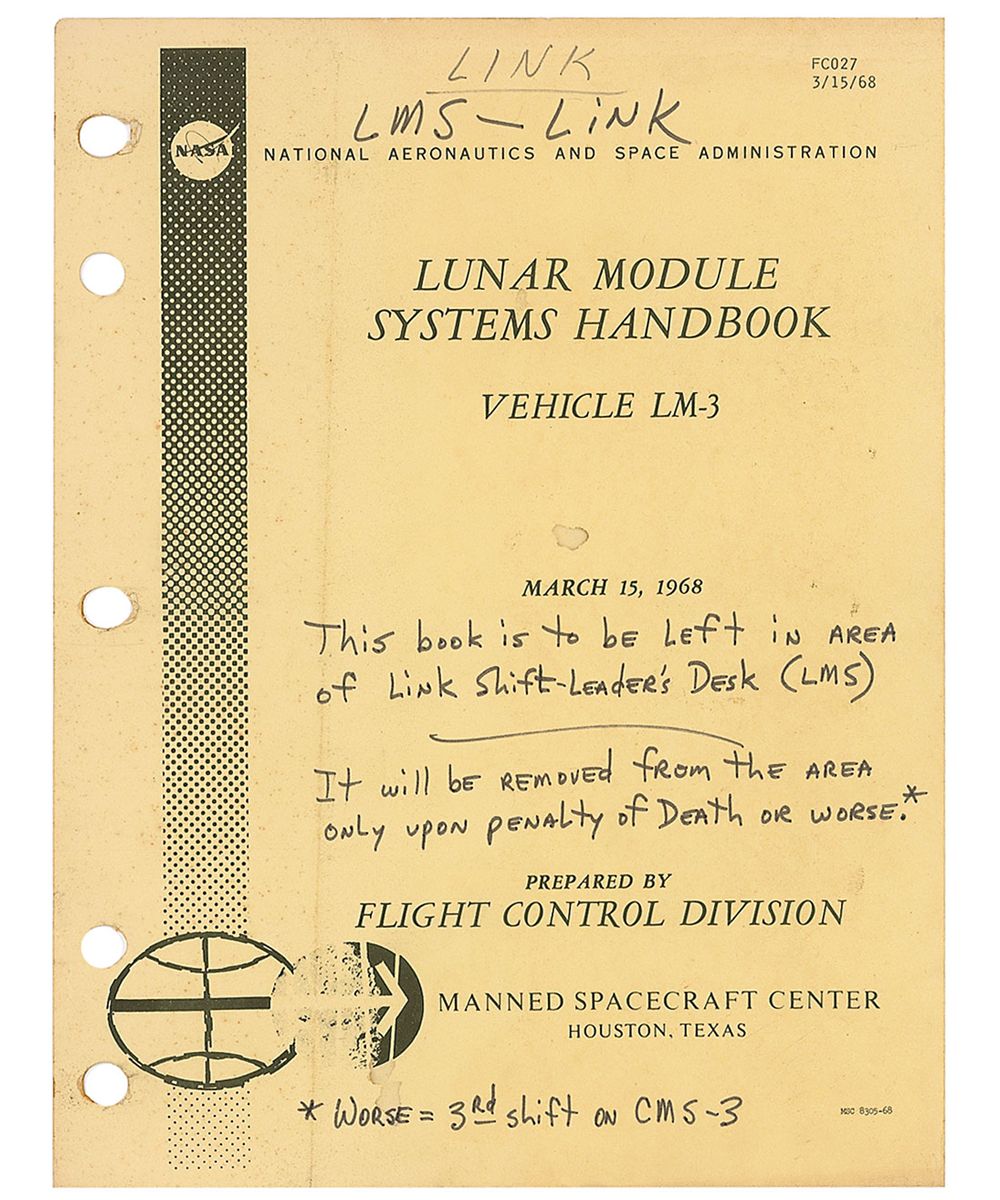 LINK
FC027
3/15/68
LMS - LINK
NASA
NATIONAL AERONAUTICS AND SPACE ADMINISTRATION
LUNAR MODULE
SYSTEMS HANDBOOK
VEHICLE LM-3
MARCH 15, 1968
This book is to be Left in AREA
of Link Shift-LEADER'S DESK (LMS)
It will be REMOVED from the AREA
ONLY UPON PENALTY of DEATH OR WORSE.*
PREPARED BY
FLIGHT CONTROL DIVISION
MANNED SPACECRAFT CENTER
HOUSTON, TEXAS
* WORSE = 3Rd shift ON CMS-3
MSC 8305-68